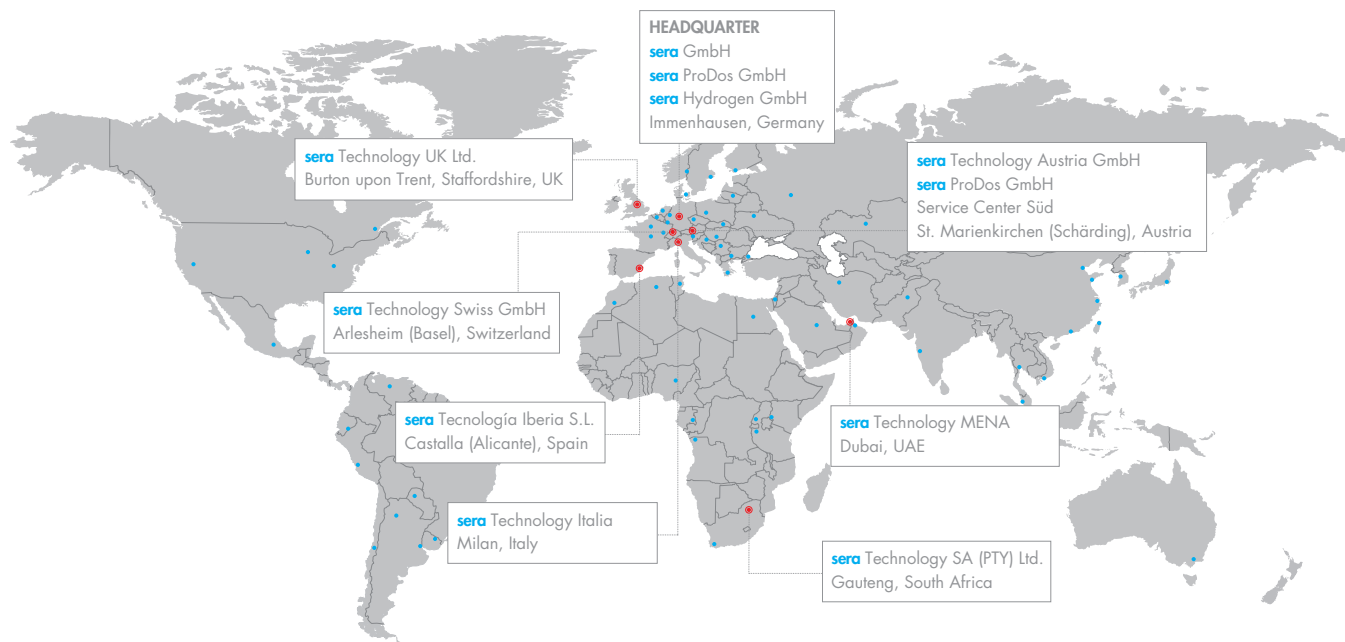 HEADQUARTER
sera GmbH
sera ProDos GmbH
sera Hydrogen GmbH
Immenhausen, Germany
sera Technology UK Ltd.
Burton upon Trent, Staffordshire, UK
sera Technology Austria GmbH
sera ProDos GmbH
Service Center Süd
St. Marienkirchen (Schärding), Austria
sera Technology Swiss GmbH
Arlesheim (Basel), Switzerland
sera Tecnología Iberia S.L.
Castalla (Alicante), Spain
sera Technology MENA
Dubai, UAE
sera Technology Italia
Milan, Italy
sera Technology SA (PTY) Ltd.
Gauteng, South Africa